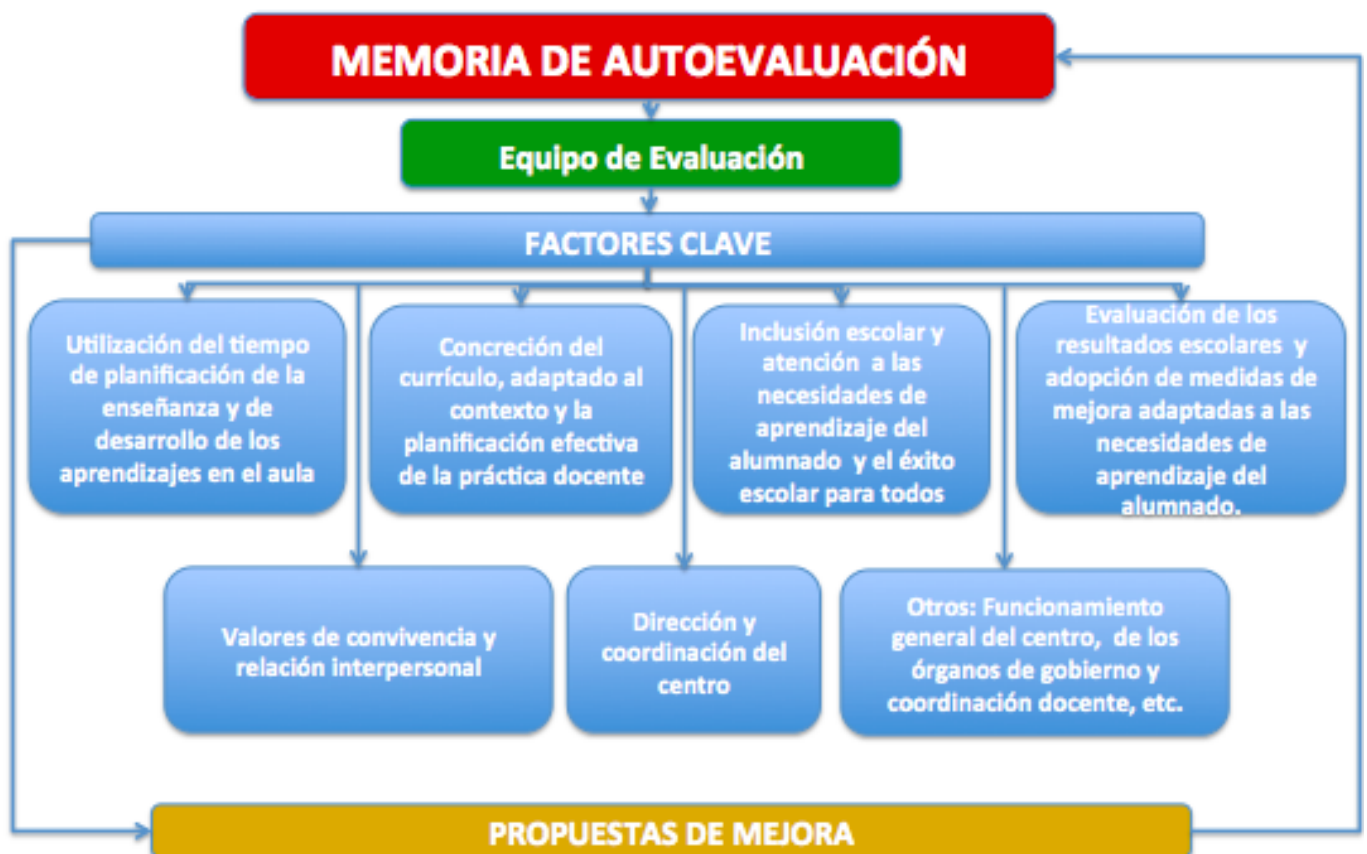 MEMORIA DE AUTOEVALUACIÓN
Equipo de Evaluación
FACTORES CLAVE
Utilización del tiempo
de planificación de la
enseñanza y de
desarrollo de los
aprendizajes en el aula
Concreción del
currículo, adaptado al
contexto y la
planificación efectiva
de la práctica docente
Inclusión escolar y
atención a las
necesidades de
aprendizaje del
alumnado y el éxito
escolar para todos
Evaluación de los
resultados escolares y
adopción de medidas de
mejora adaptadas a las
necesidades de
aprendizaje del
alumnado.
Valores de convivencia y
relación interpersonal
Dirección y
coordinación del
centro
Otros: Funcionamiento
general del centro, de los
órganos de gobierno y
coordinación docente, etc.
PROPUESTAS DE MEJORA